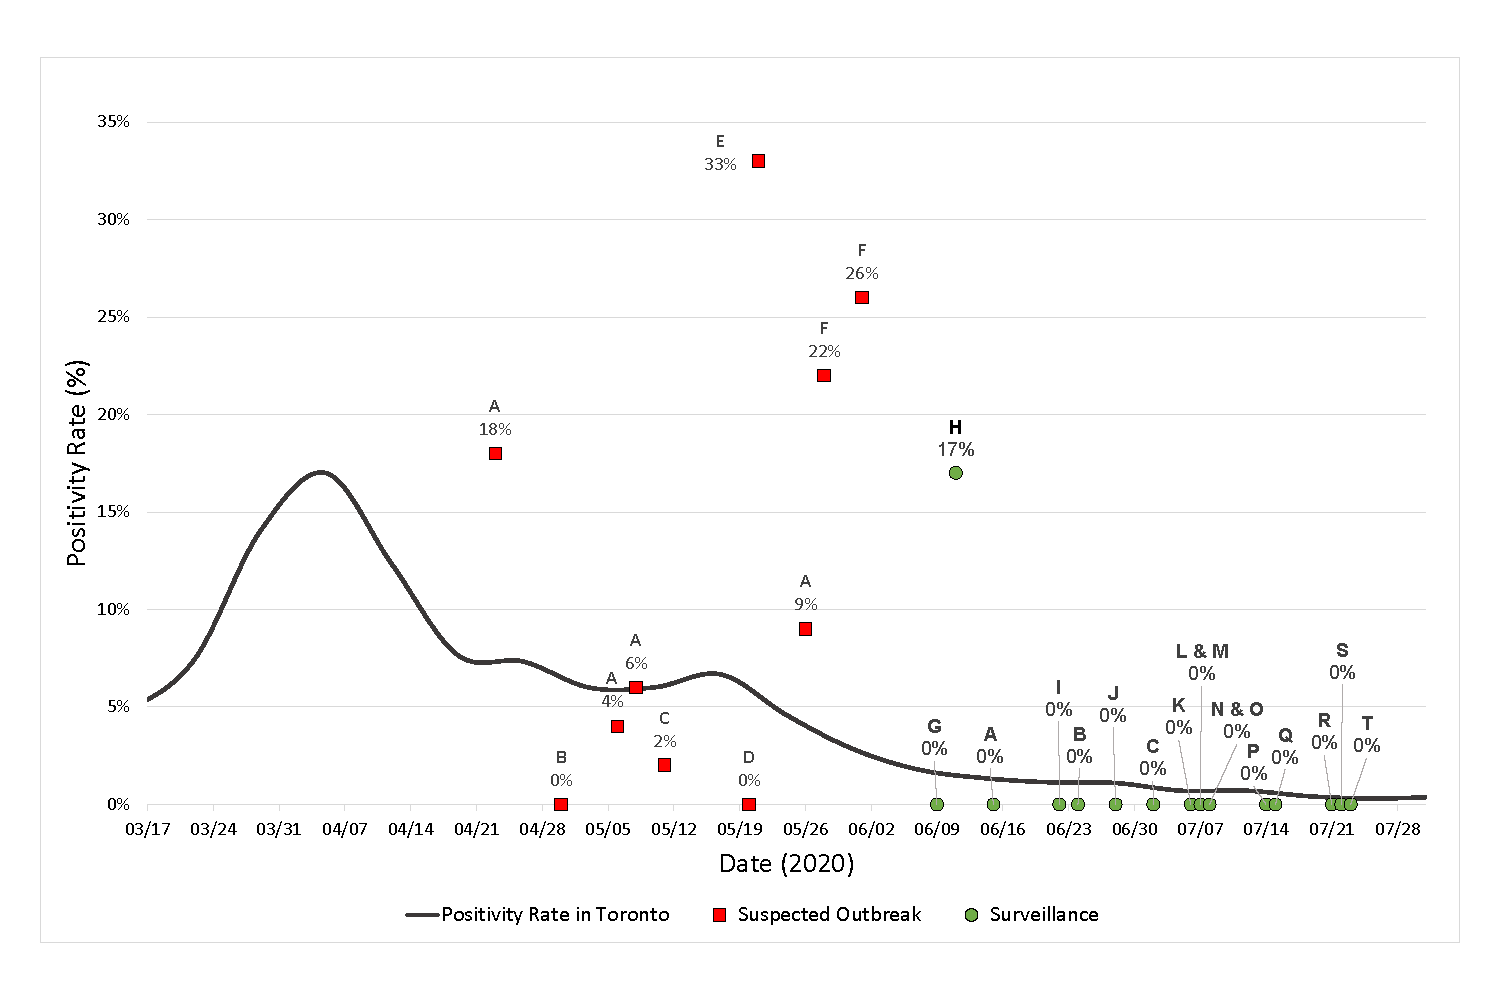 35%
E
33%
30%
F
26%
25%
F
22%
20%
A
18%
H
17%
15%
10%
A
9%
A
6%
A
4%
5%
C
2%
B
0%
D
0%
G
0%
A
0%
I
0%
B
0%
J
0%
C
0%
K
0%
L & M
0%
N & O
0%
P
0%
Q
0%
R
0%
S
0%
T
0%
0%
03/17 03/24 03/31 04/07 04/14 04/21 04/28 05/05 05/12 05/19 05/26 06/02 06/09 06/16 06/23 06/30 07/07 07/14 07/21 07/28
Positivity Rate (%)
Date (2020)
Positivity Rate in Toronto Suspected Outbreak Surveillance